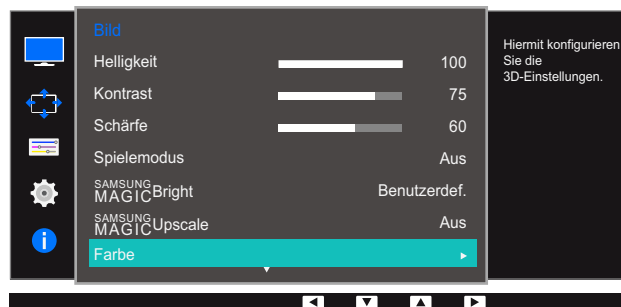 Bild
Helligkeit 100
Kontrast 75
Schärfe 60
Spielemodus Aus
SAMSUNG
MAGICBright Benutzerdef.
SAMSUNG
MAGICUpscale Aus
Farbe
Hiermit konfigurieren
Sie die
3D-Einstellungen.